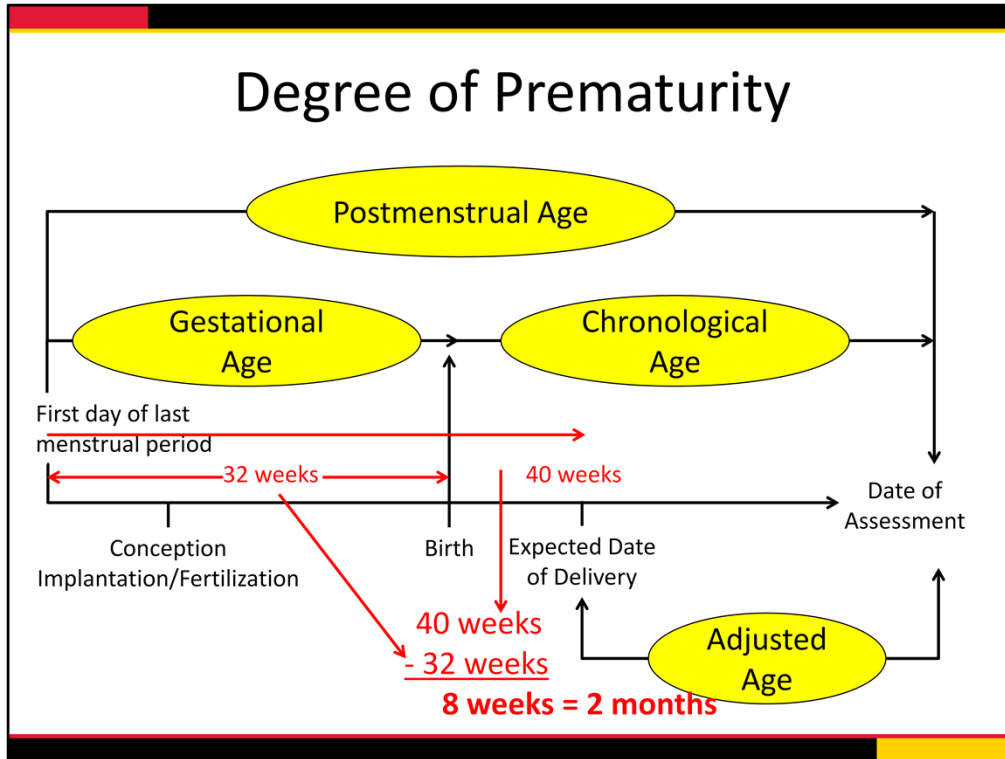 Degree of Prematurity
Postmenstrual Age
Gestational
Age
Chronological
Age
First day of last
menstrual period
32 weeks
40 weeks
Date of
Assessment
Conception
Implantation/Fertilization
Birth
Expected Date
of Delivery
40 weeks
- 32 weeks
8 weeks = 2 months
Adjusted
Age